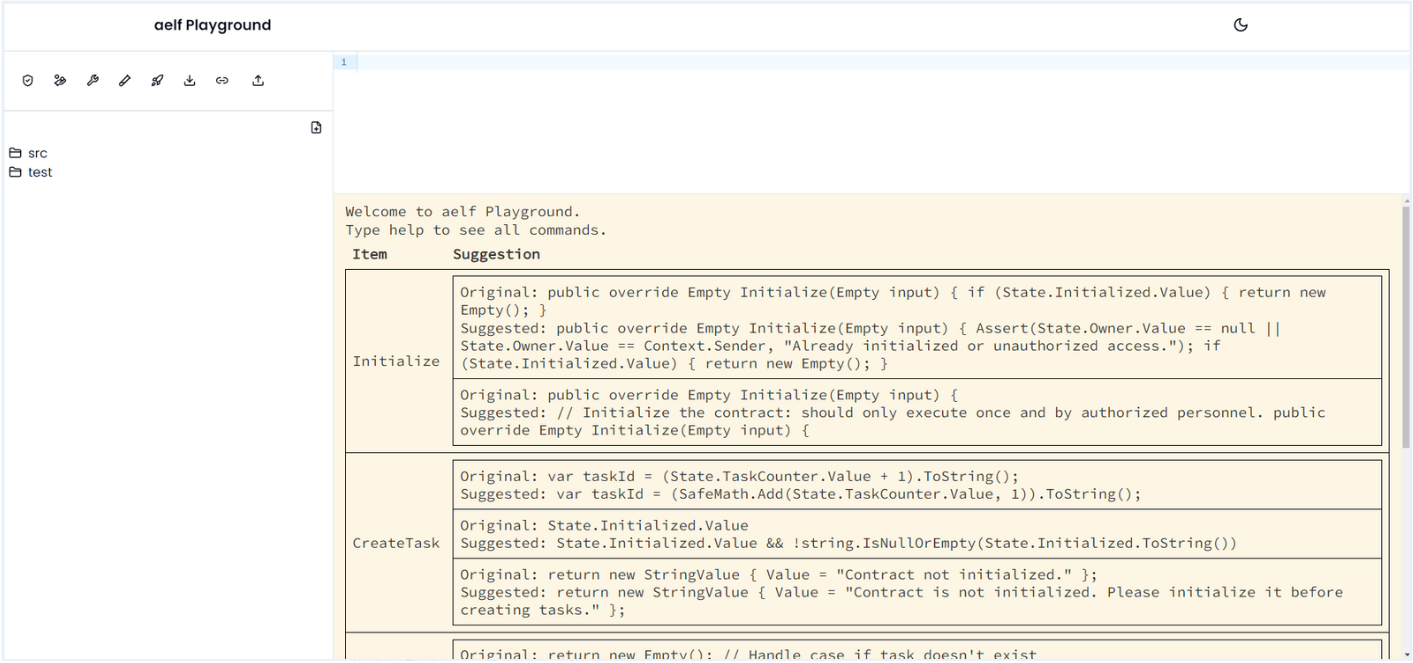 aelf Playground
1
src
test
Welcome to aelf Playground.
Type help to see all commands.
Item Suggestion
Initialize
Original: public override Empty Initialize(Empty input) { if (State.Initialized.Value) { return new
Empty(); }
Suggested: public override Empty Initialize(Empty input) { Assert(State.Owner.Value == null ||
State.Owner.Value == Context.Sender, "Already initialized or unauthorized access."); if
(State.Initialized.Value) { return new Empty(); }
Original: public override Empty Initialize(Empty input) {
Suggested: // Initialize the contract: should only execute once and by authorized personnel. public
override Empty Initialize(Empty input) {
CreateTask
Original: var taskId = (State.TaskCounter.Value + 1).ToString();
Suggested: var taskId = (SafeMath.Add(State.TaskCounter.Value, 1)).ToString();
Original: State.Initialized.Value
Suggested: State.Initialized.Value && !string.IsNullOrEmpty(State.Initialized.ToString())
Original: return new StringValue { Value = "Contract not initialized." };
Suggested: return new StringValue { Value = "Contract is not initialized. Please initialize it before
creating tasks." };
Original: return new Empty(); // Handle case if task doesn't exist